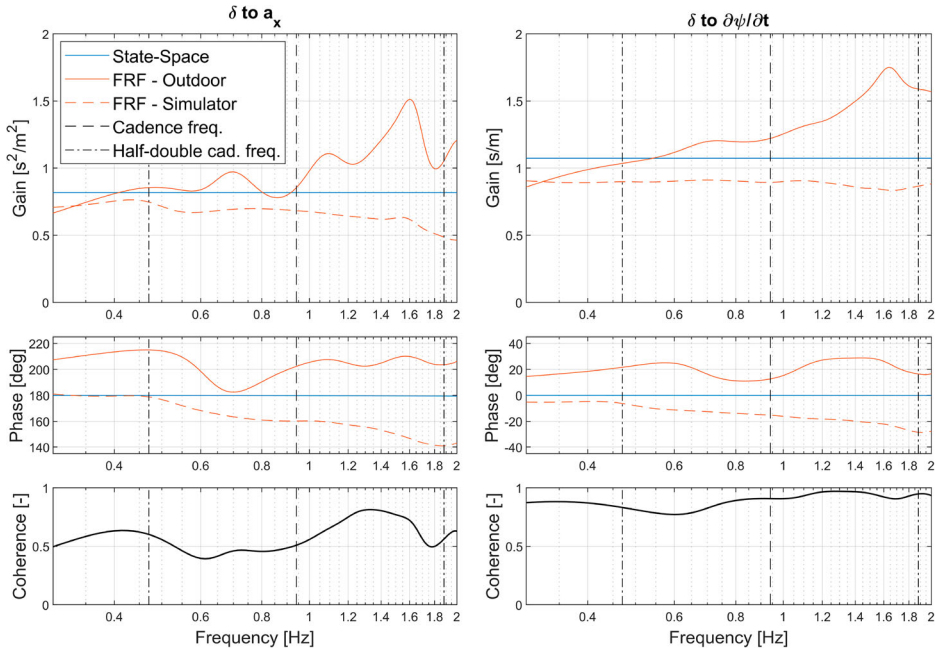 δ to aₓ
2
1.5
1
0.5
0
Gain [s²/m²]
State-Space
FRF - Outdoor
FRF - Simulator
Cadence freq.
Half-double cad. freq.
0.4 0.6 0.8 1 1.2 1.4 1.6 1.8 2
220
200
180
160
140
Phase [deg]
0.4 0.6 0.8 1 1.2 1.4 1.6 1.8 2
1
0.5
0
Coherence [-]
0.4 0.6 0.8 1 1.2 1.4 1.6 1.8 2
Frequency [Hz]
δ to ∂ψ/∂t
2
1.5
1
0.5
0
Gain [s/m]
0.4 0.6 0.8 1 1.2 1.4 1.6 1.8 2
40
20
0
-20
-40
Phase [deg]
0.4 0.6 0.8 1 1.2 1.4 1.6 1.8 2
1
0.5
0
Coherence [-]
0.4 0.6 0.8 1 1.2 1.4 1.6 1.8 2
Frequency [Hz]